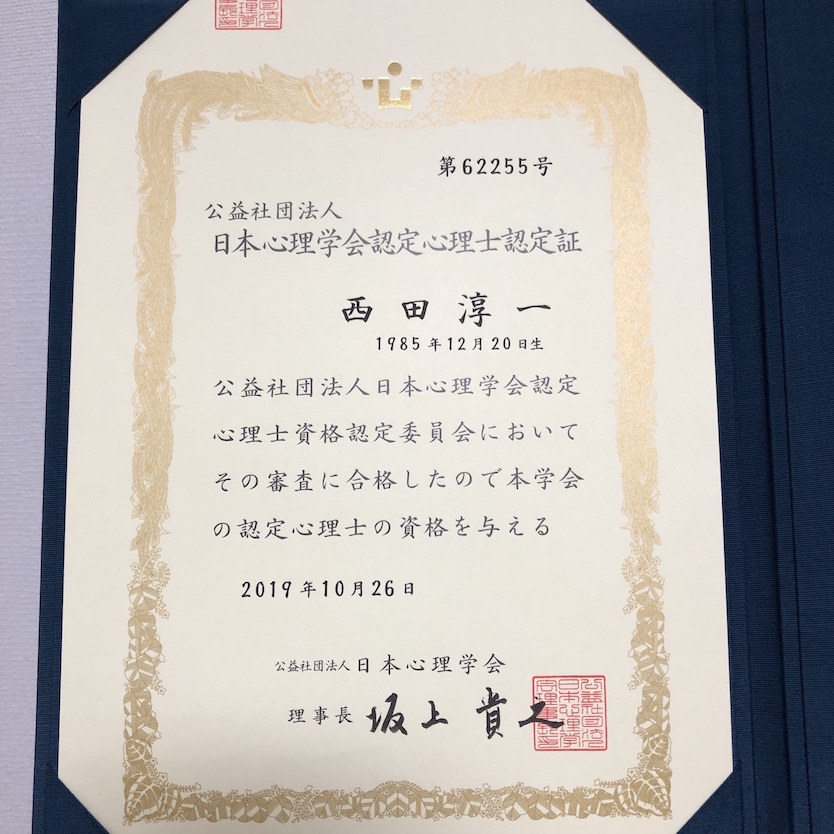 第62255号
公益社団法人
日本心理学会認定心理士認定証
西田淳一
1985年12月20日生
公益社団法人日本心理学会認定
心理士資格認定委員会において
その審査に合格したので本学会
の認定心理士の資格を与える
2019年10月26日
公益社団法人日本心理学会
理事長 坂上貴之